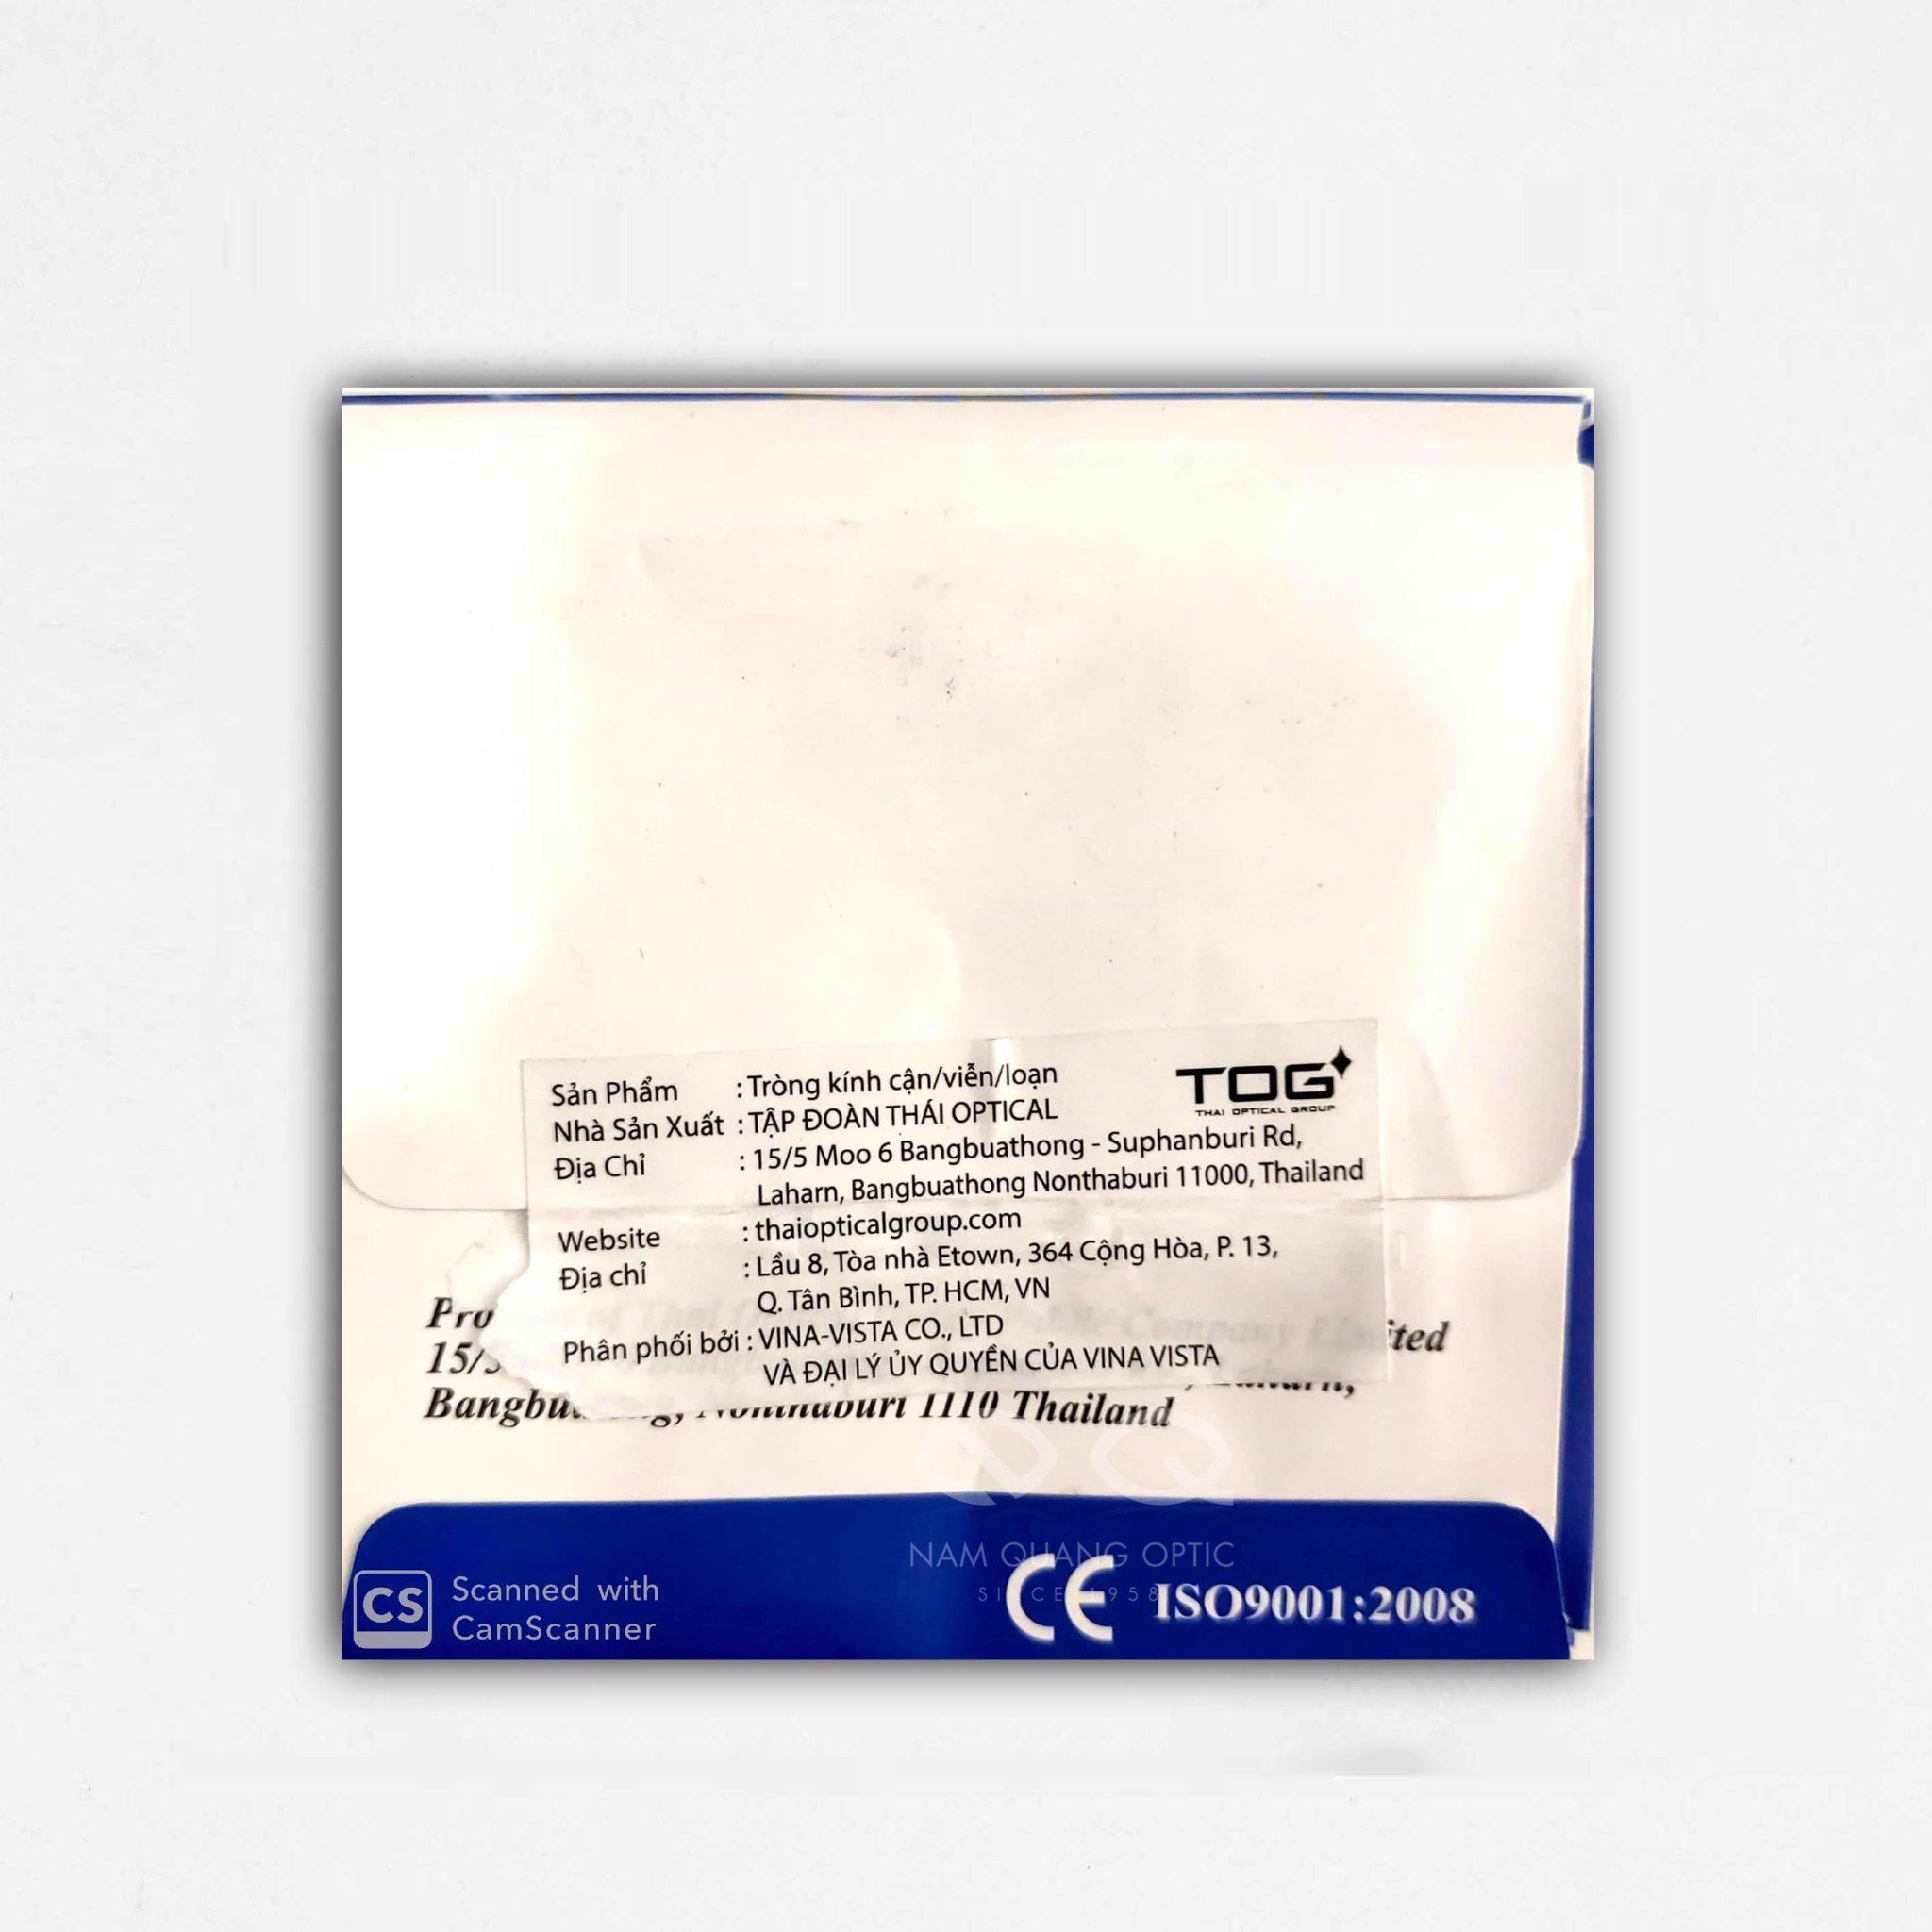 Sản Phẩm : Tròng kính cận/viễn/loạn
TOG
THAI OPTICAL GROUP
Nhà Sản Xuất : TẬP ĐOÀN THÁI OPTICAL
Địa Chỉ : 15/5 Moo 6 Bangbuathong - Suphanburi Rd,
Laharn, Bangbuathong Nonthaburi 11000, Thailand
Website : thaiopticalgroup.com
Địa chỉ : Lầu 8, Tòa nhà Etown, 364 Cộng Hòa, P. 13,
Q. Tân Bình, TP. HCM, VN
Phân phối bởi : VINA-VISTA CO., LTD
VÀ ĐẠI LÝ ỦY QUYỀN CỦA VINA VISTA
1110 Thailand
NAM QUANG OPTIC
SINCE 1958
CE ISO9001:2008
CS Scanned with
CamScanner